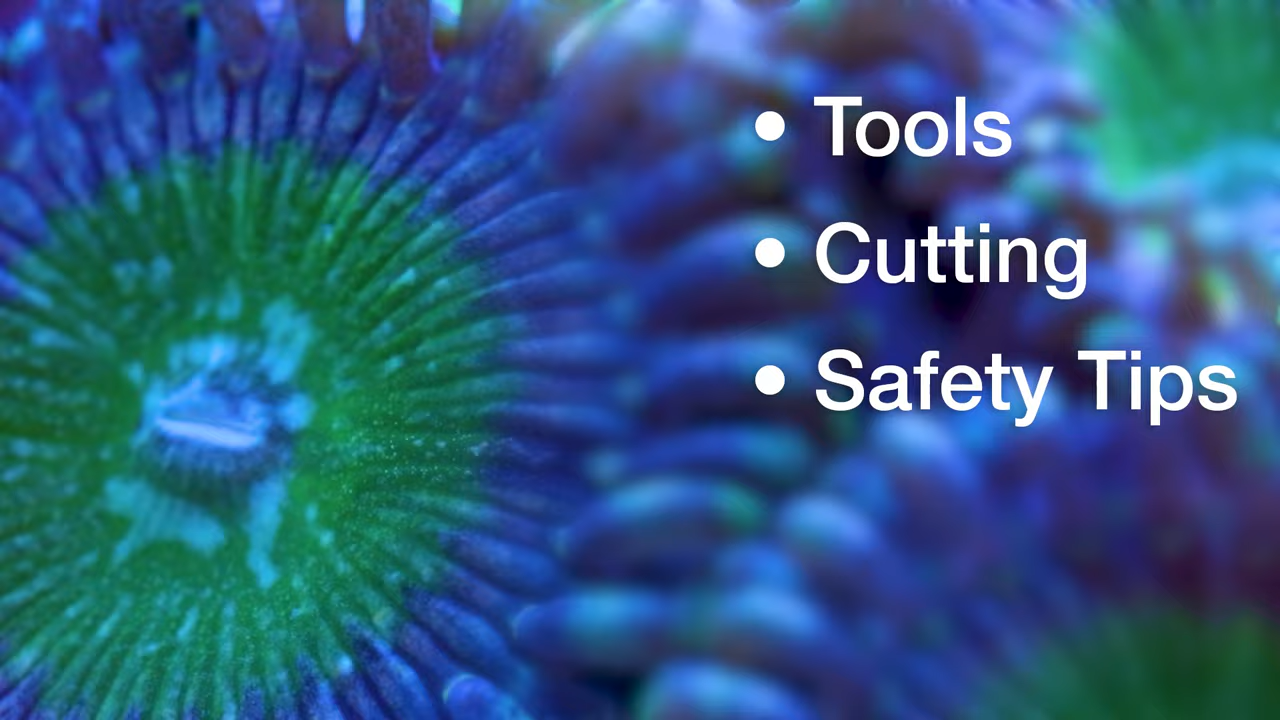 • Tools
• Cutting
• Safety Tips